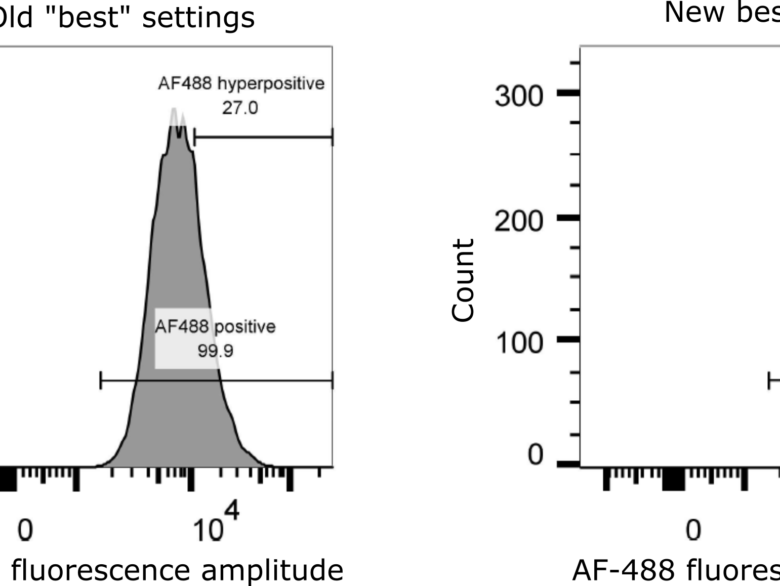 Old "best" settings
AF488 hyperpositive
27.0
AF488 positive
99.9
0
10^4
fluorescence amplitude
New bes
300
200
100
0
Count
0
AF-488 fluores